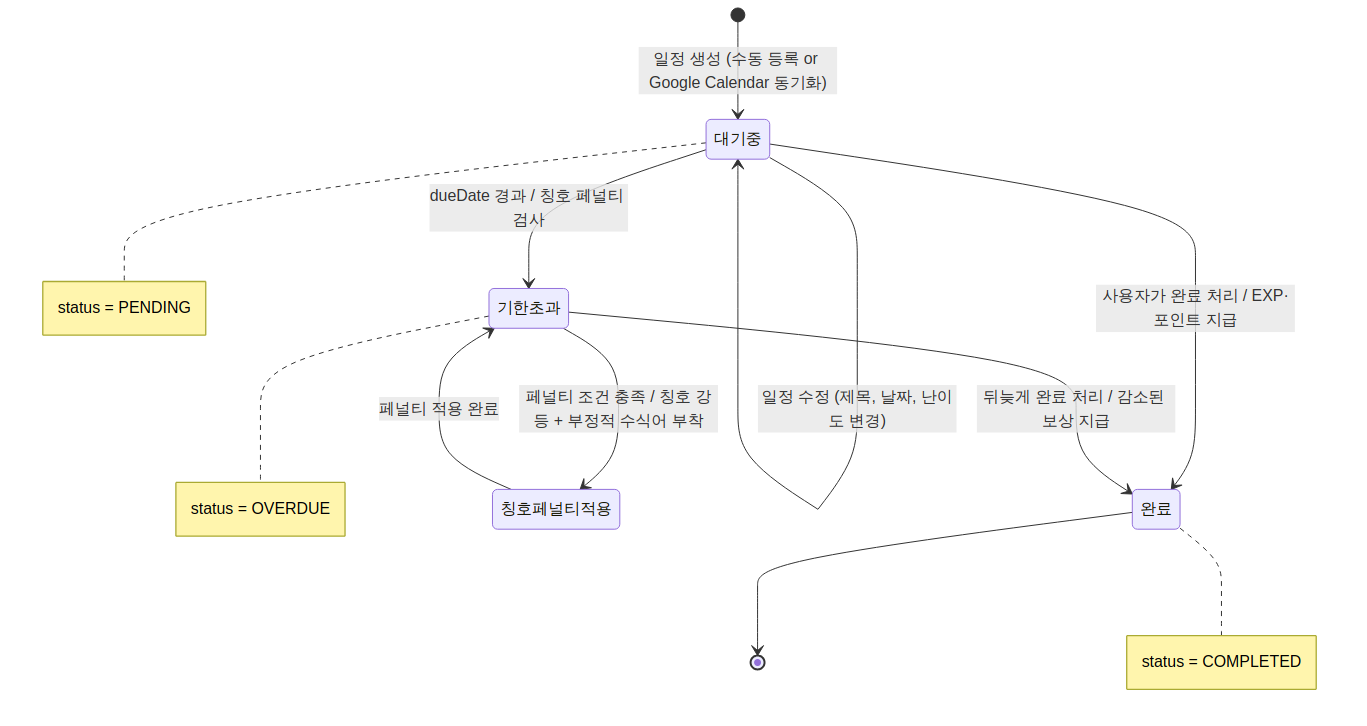 일정 생성 (수동 등록 or
Google Calendar 동기화)
대기중
dueDate 경과 / 칭호 페널티
검사
status = PENDING
기한초과
사용자가 완료 처리 / EXP·
포인트 지급
페널티 적용 완료
페널티 조건 충족 / 칭호 강
등 + 부정적 수식어 부착
일정 수정 (제목, 날짜, 난이
도 변경)
뒤늦게 완료 처리 / 감소된
보상 지급
status = OVERDUE
칭호페널티적용
완료
status = COMPLETED